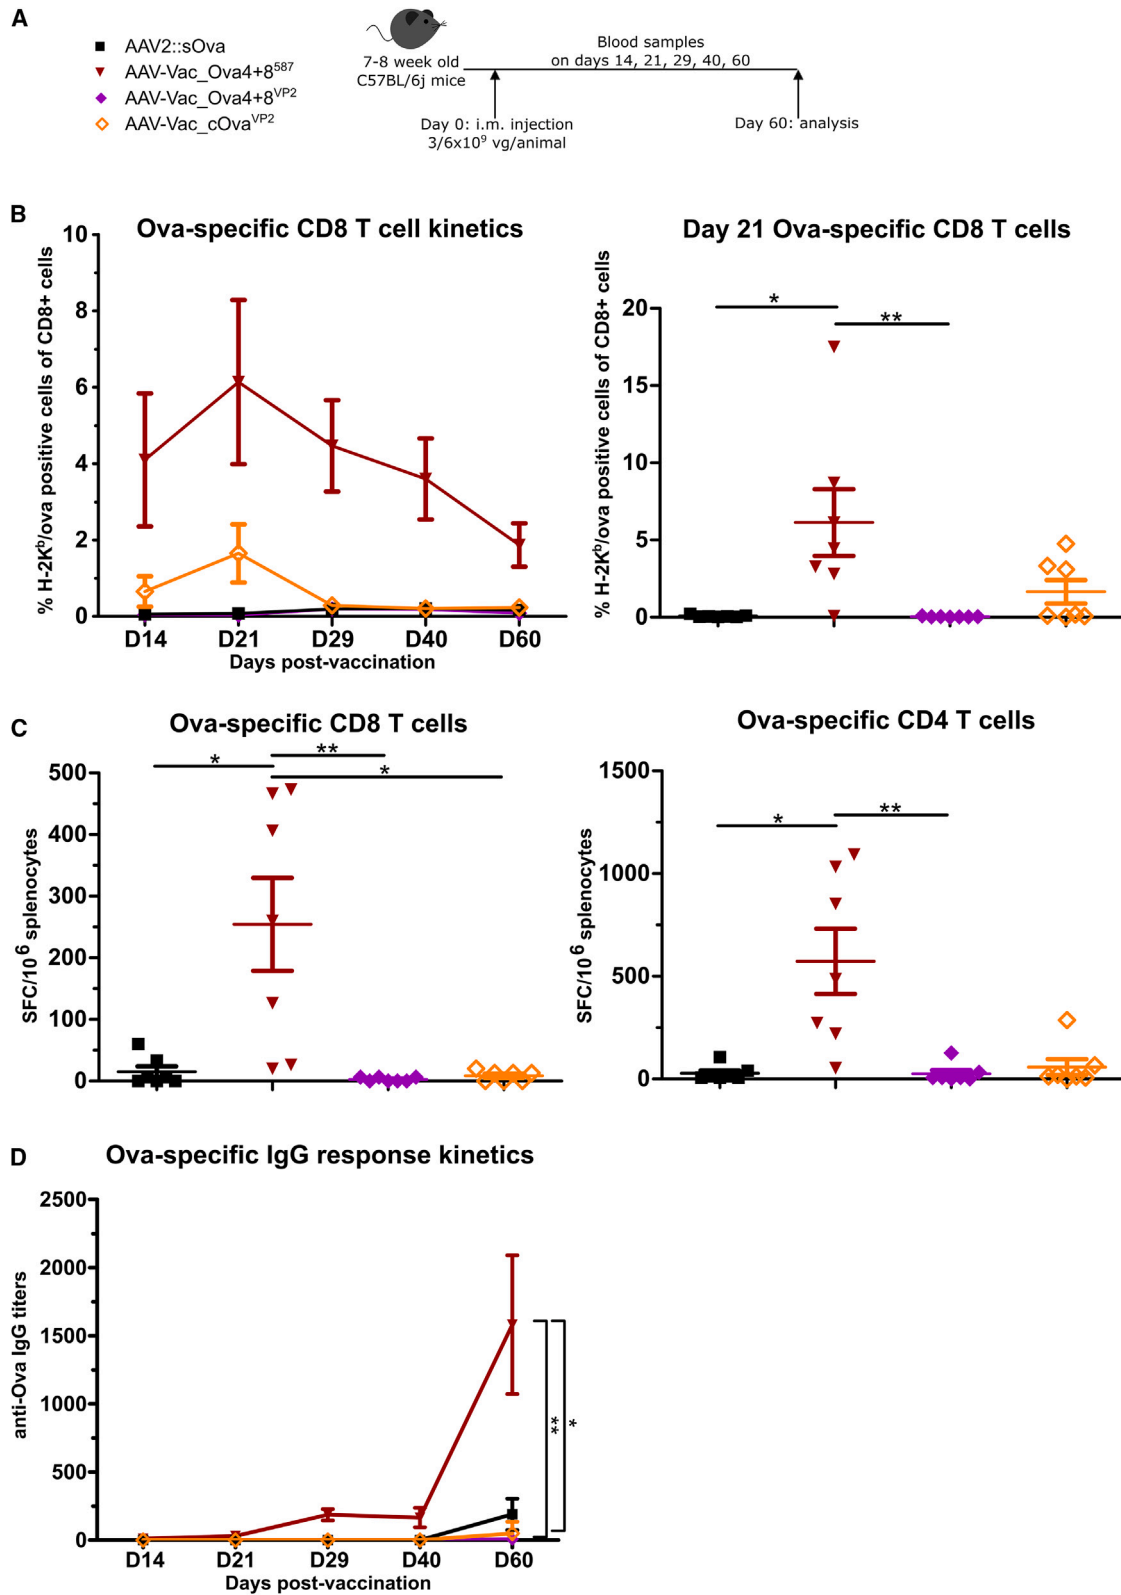 A
AAV2::sOva
AAV-Vac_Ova4+8⁵⁸⁷
AAV-Vac_Ova4+8ⱽᴾ²
AAV-Vac_cOvaⱽᴾ²
7-8 week old
C57BL/6j mice
Blood samples
on days 14, 21, 29, 40, 60
Day 0: i.m. injection
3/6x10⁹ vg/animal
Day 60: analysis
B
Ova-specific CD8 T cell kinetics
% H-2Kᵇ/ova positive cells of CD8+ cells
10
8
6
4
2
0
D14 D21 D29 D40 D60
Days post-vaccination
Day 21 Ova-specific CD8 T cells
% H-2Kᵇ/ova positive cells of CD8+ cells
20
15
10
5
0
*
**
C
Ova-specific CD8 T cells
SFC/10⁶ splenocytes
500
400
300
200
100
0
*
**
*
Ova-specific CD4 T cells
SFC/10⁶ splenocytes
1500
1000
500
0
*
**
D
Ova-specific IgG response kinetics
anti-Ova IgG titers
2500
2000
1500
1000
500
0
**
*
D14 D21 D29 D40 D60
Days post-vaccination